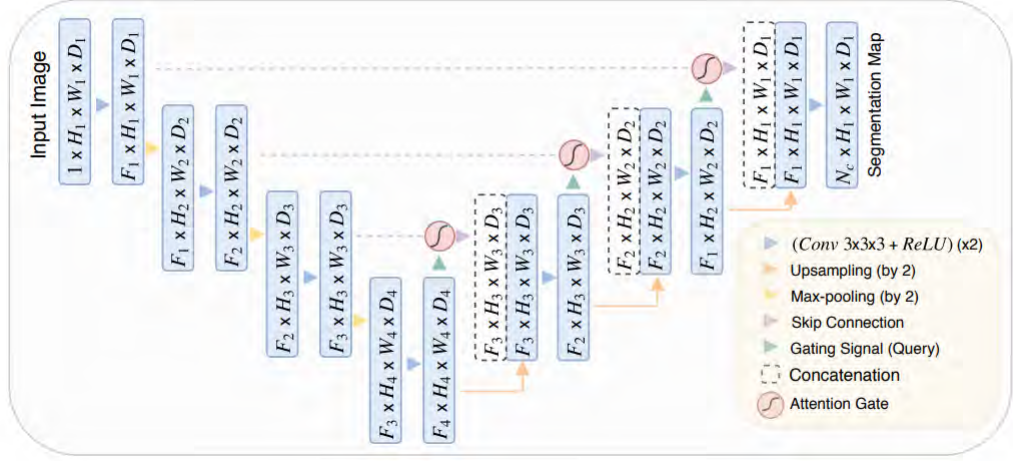 Input Image
1 x H₁ x W₁ x D₁
F₁ x H₁ x W₁ x D₁
F₁ x H₂ x W₂ x D₂
F₂ x H₂ x W₂ x D₂
F₂ x H₃ x W₃ x D₃
F₃ x H₃ x W₃ x D₃
F₃ x H₄ x W₄ x D₄
F₄ x H₄ x W₄ x D₄
F₃ x H₃ x W₃ x D₃
F₃ x H₃ x W₃ x D₃
F₂ x H₃ x W₃ x D₃
F₂ x H₂ x W₂ x D₂
F₂ x H₂ x W₂ x D₂
F₁ x H₂ x W₂ x D₂
F₁ x H₁ x W₁ x D₁
F₁ x H₁ x W₁ x D₁
N_c x H₁ x W₁ x D₁
Segmentation Map
(Conv 3x3x3 + ReLU) (x2)
Upsampling (by 2)
Max-pooling (by 2)
Skip Connection
Gating Signal (Query)
Concatenation
Attention Gate